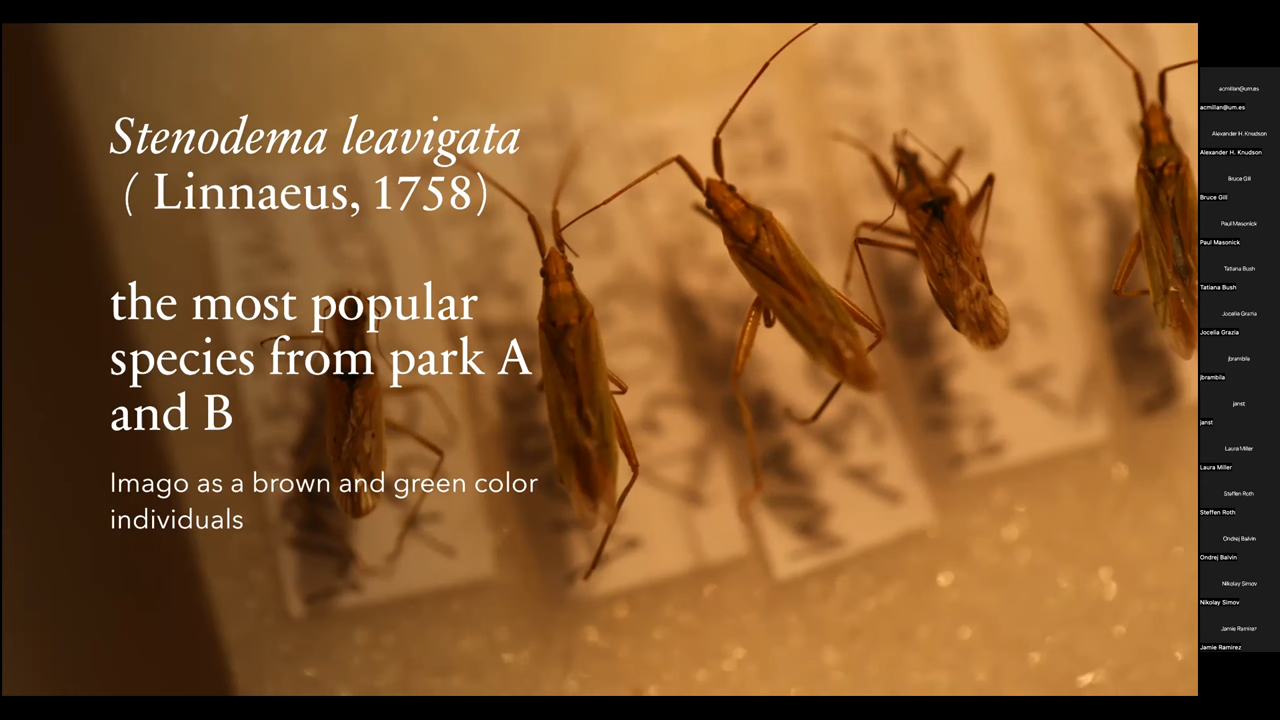 Stenodema leavigata
( Linnaeus, 1758)
the most popular
species from park A
and B
Imago as a brown and green color
individuals
acmillan@um.es
acmillan@um.es
Alexander H. Knudson
Alexander H. Knudson
Bruce Gill
Bruce Gill
Paul Masonick
Paul Masonick
Tatiana Bush
Tatiana Bush
Jocelia Grazia
Jocelia Grazia
jbrambila
jbrambila
janst
janst
Laura Miller
Laura Miller
Steffen Roth
Steffen Roth
Ondrej Balvin
Ondrej Balvin
Nikolay Simov
Nikolay Simov
Jamie Ramirez
Jamie Ramirez